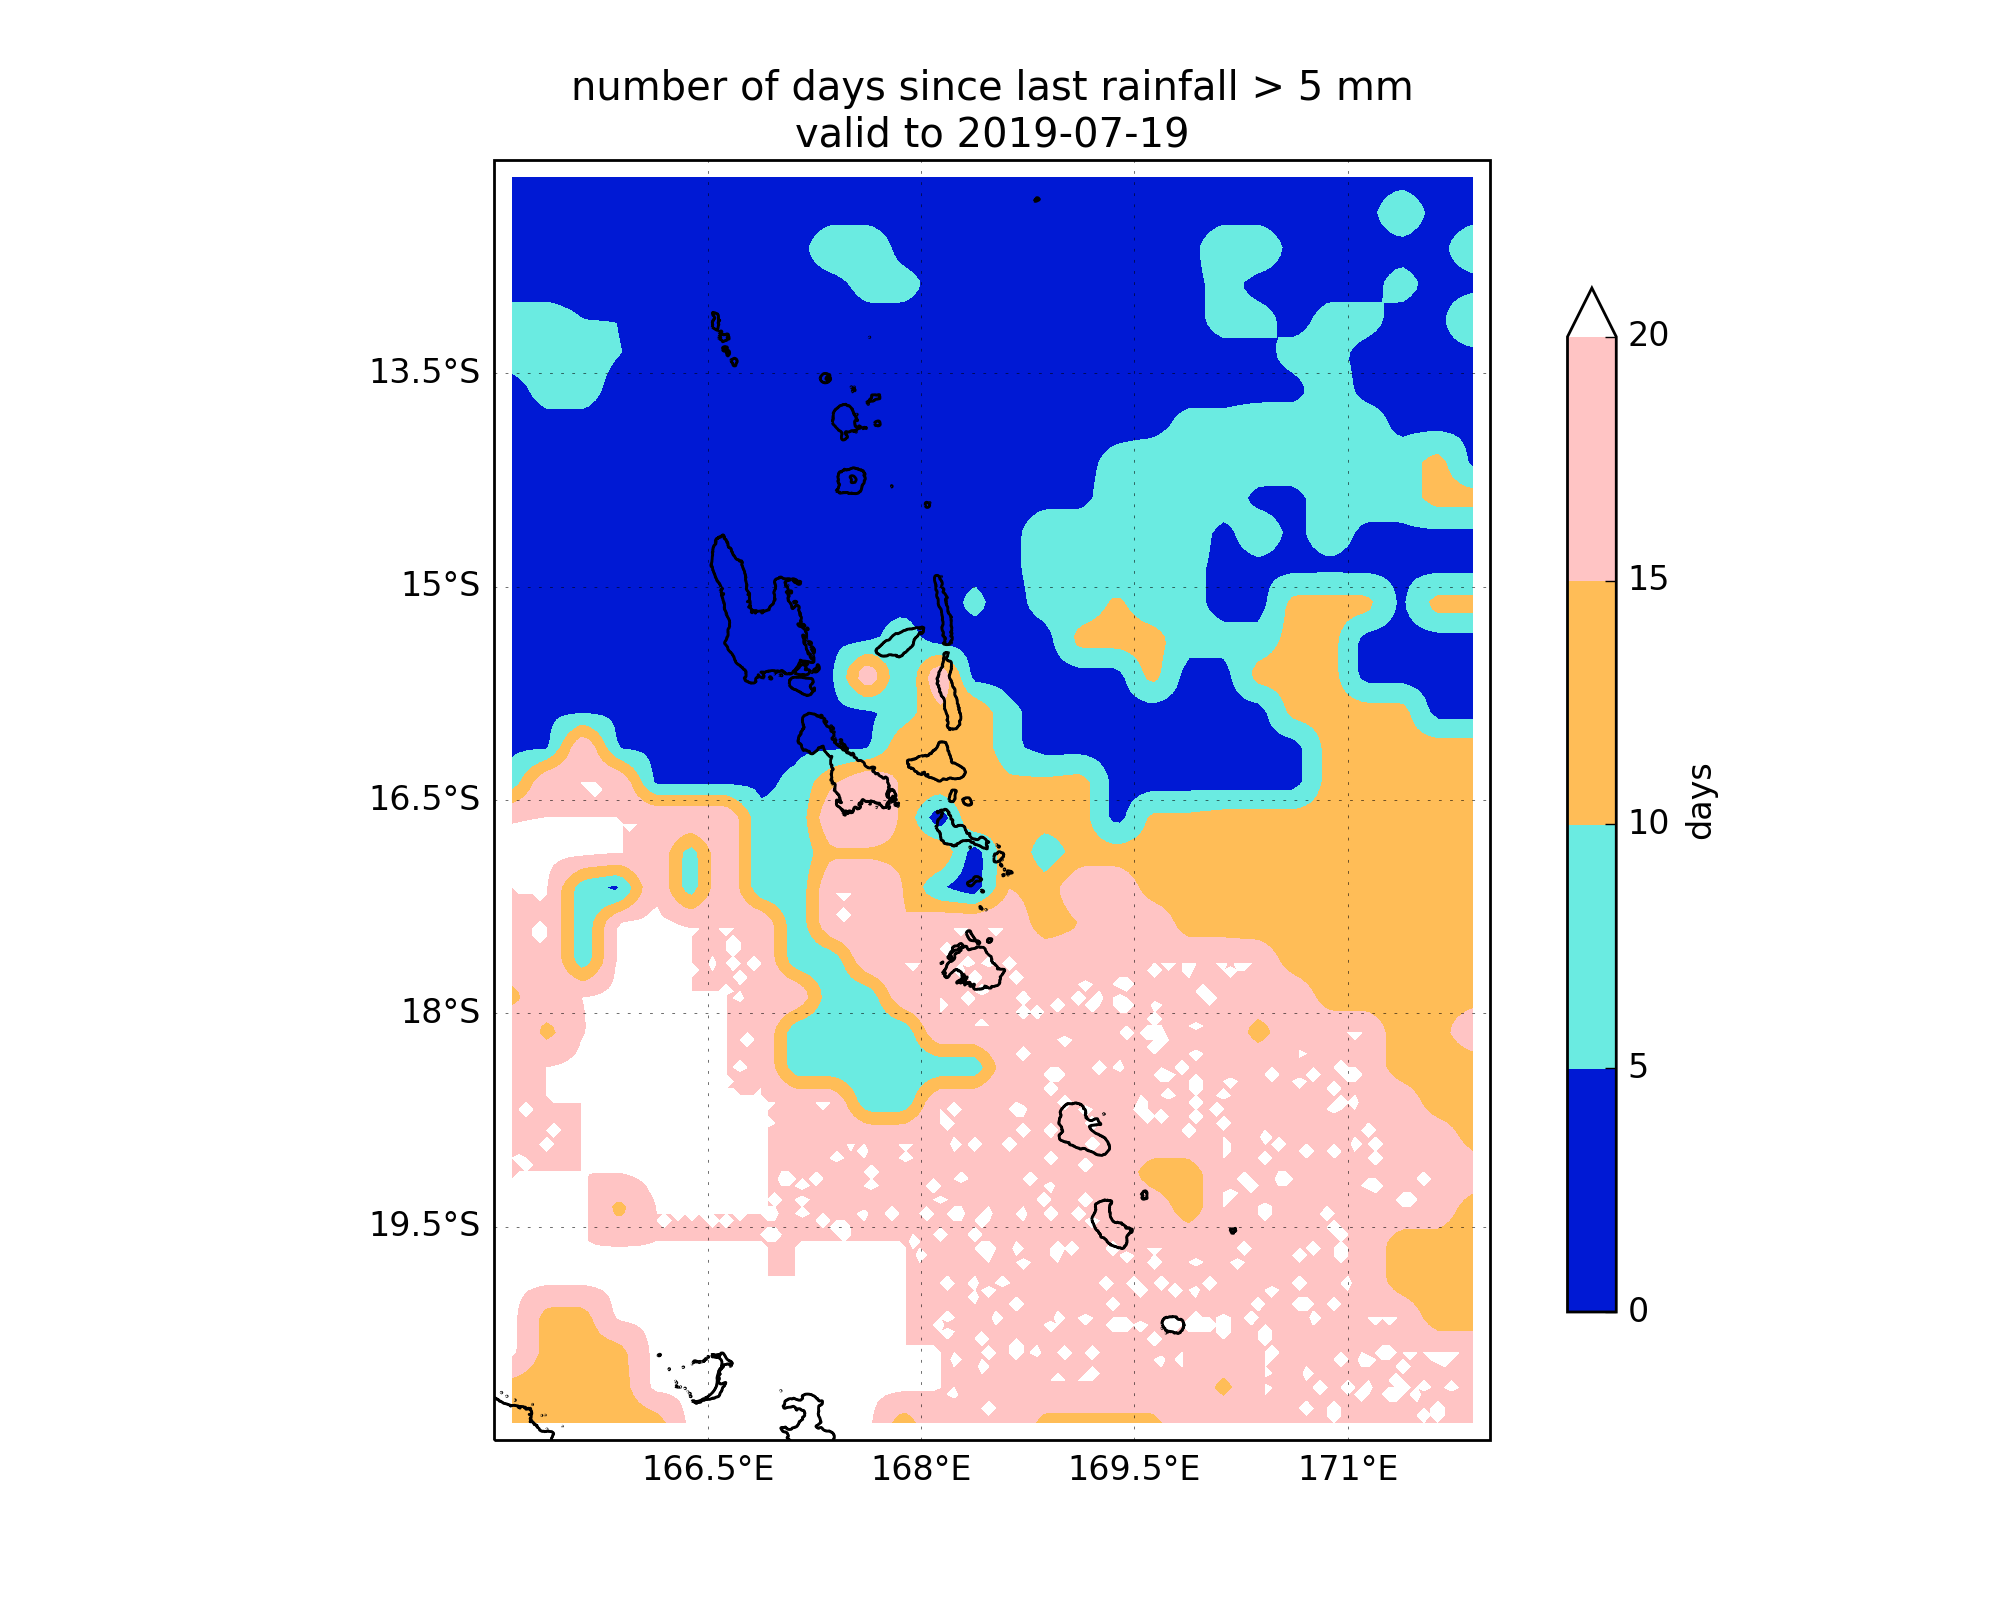 number of days since last rainfall > 5 mm
valid to 2019-07-19
13.5°S
15°S
16.5°S
18°S
19.5°S
166.5°E
168°E
169.5°E
171°E
20
15
10
5
0
days